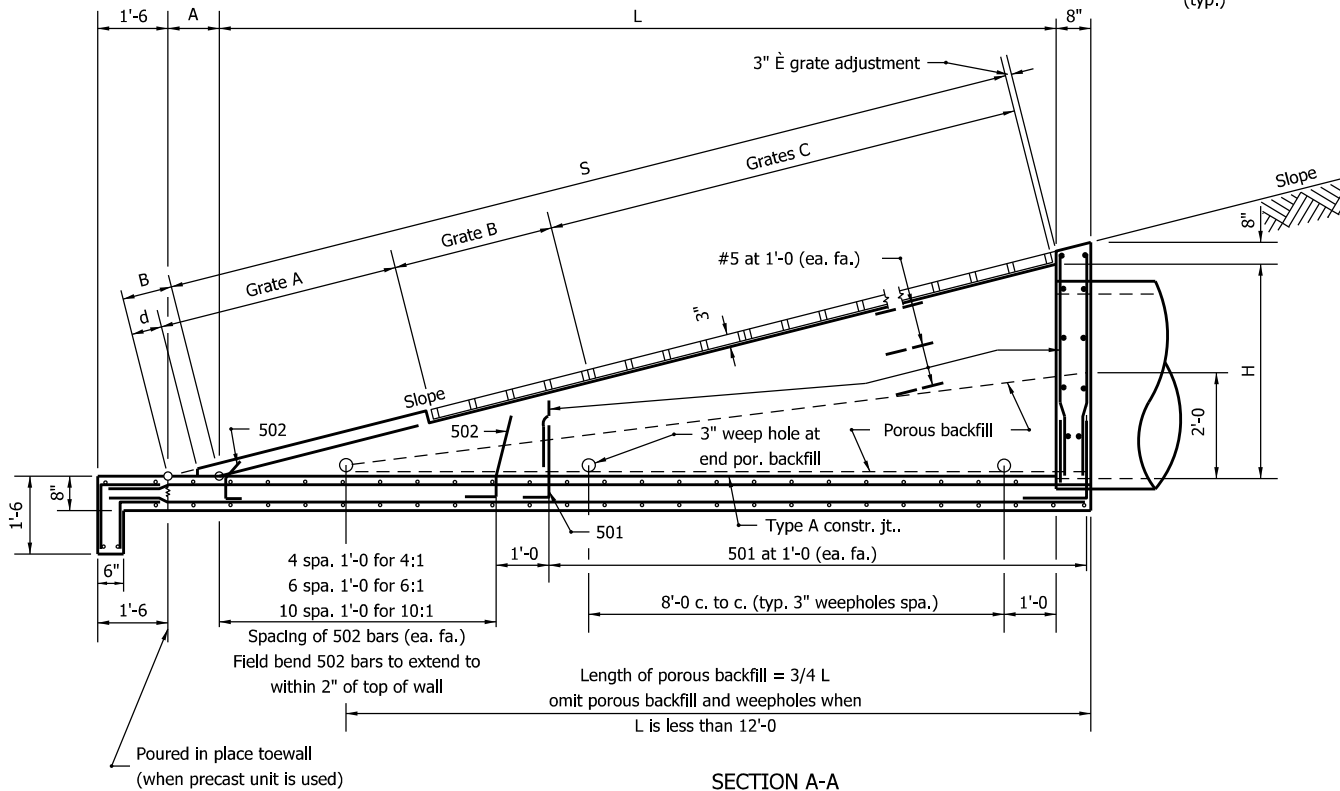 (typ.)
1'-6
A
L
8"
3" È grate adjustment
S
Grates C
Slope
8"
Grate B
#5 at 1'-0 (ea. fa.)
B
Grate A
d
3"
H
Slope
502
502
3" weep hole at
end por. backfill
Porous backfill
2'-0
8"
1'-6
Type A constr. jt..
501
6"
4 spa. 1'-0 for 4:1
6 spa. 1'-0 for 6:1
10 spa. 1'-0 for 10:1
1'-0
501 at 1'-0 (ea. fa.)
1'-6
8'-0 c. to c. (typ. 3" weepholes spa.)
1'-0
Spacing of 502 bars (ea. fa.)
Field bend 502 bars to extend to
within 2" of top of wall
Length of porous backfill = 3/4 L
omit porous backfill and weepholes when
L is less than 12'-0
Poured in place toewall
(when precast unit is used)
SECTION A-A